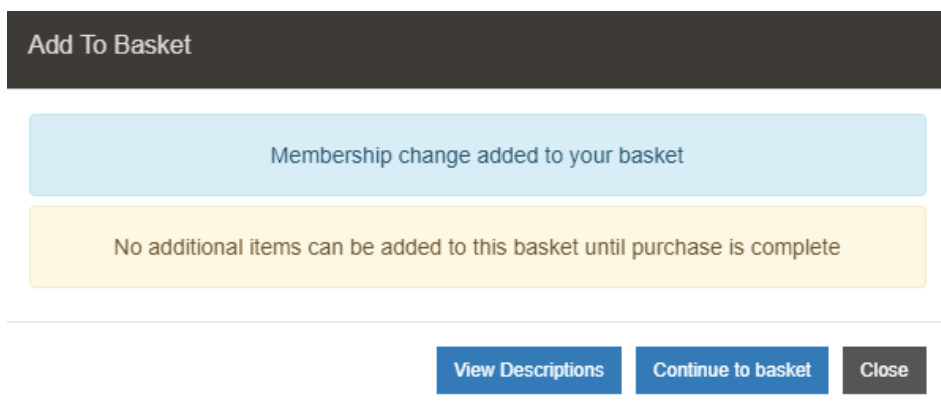 Add To Basket
Membership change added to your basket
No additional items can be added to this basket until purchase is complete
View Descriptions
Continue to basket
Close